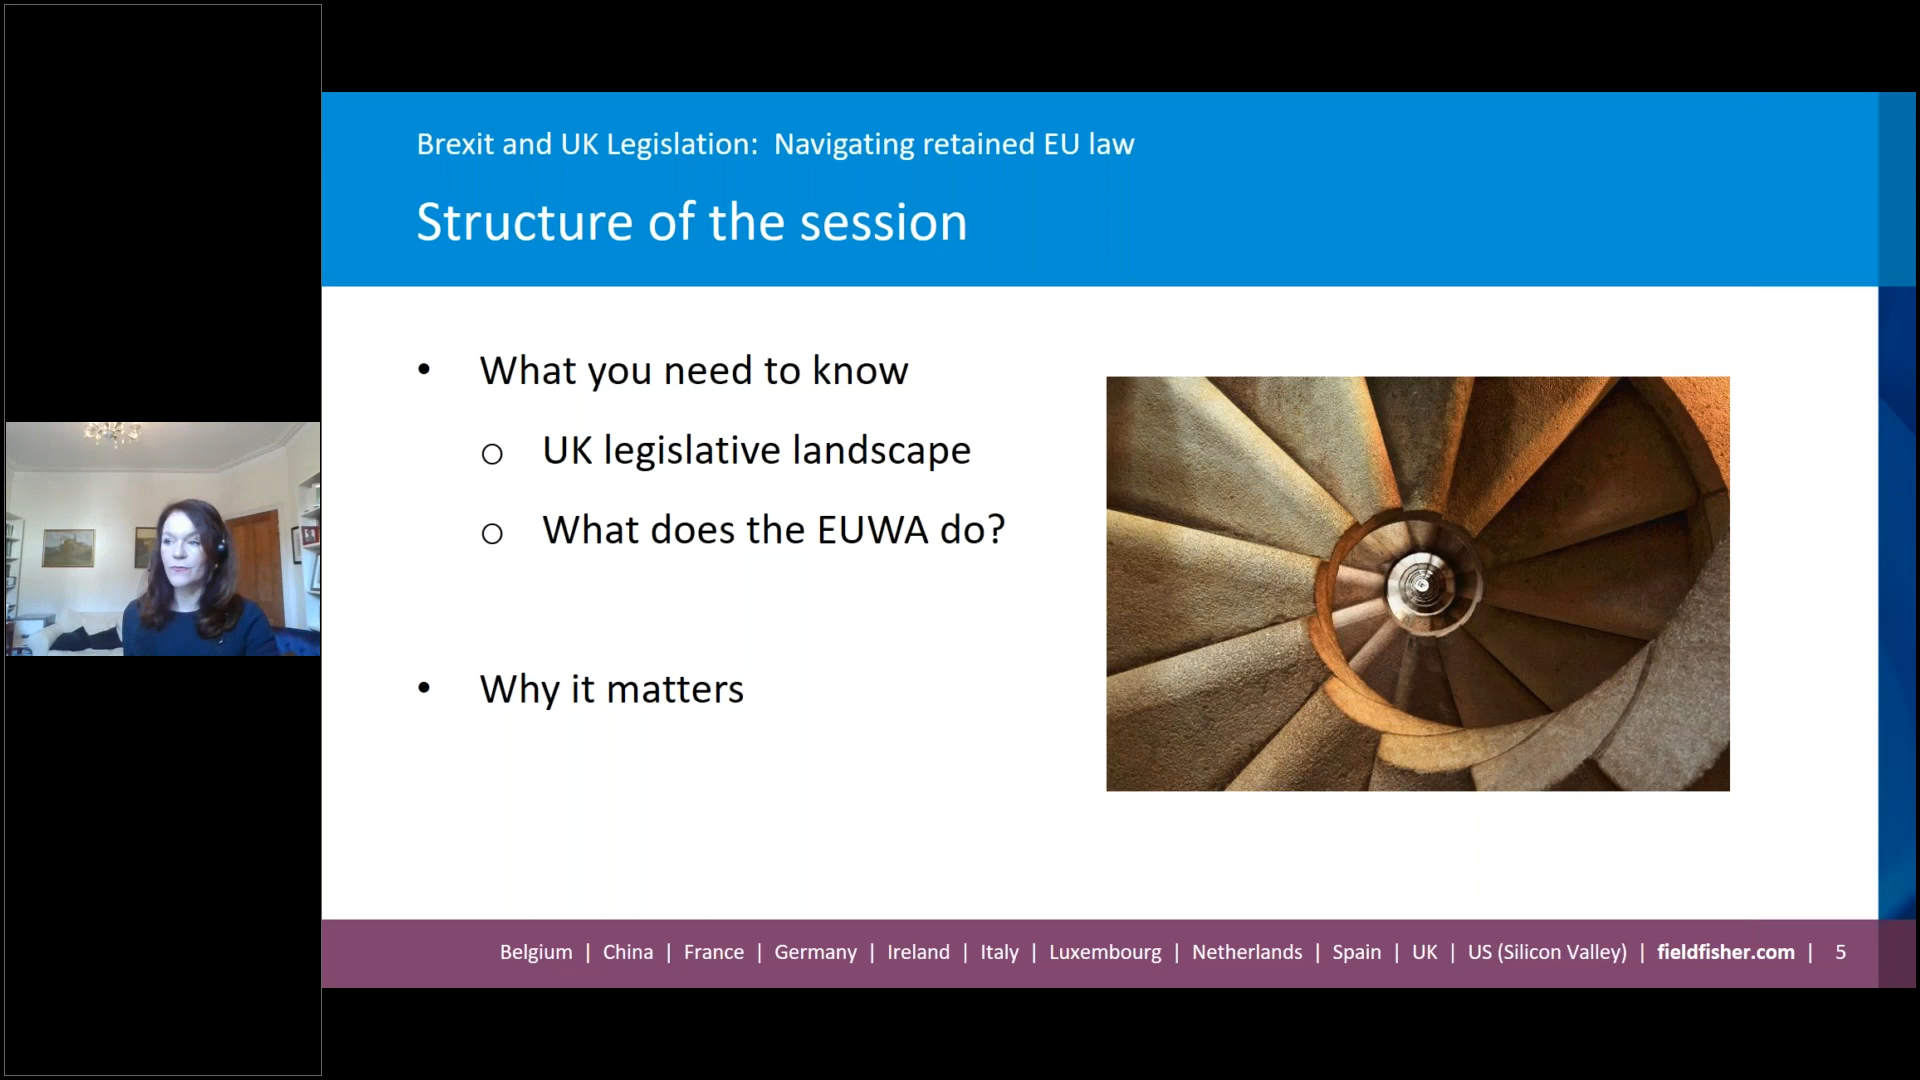 Brexit and UK Legislation: Navigating retained EU law
Structure of the session
• What you need to know
o UK legislative landscape
o What does the EUWA do?
• Why it matters
Belgium | China | France | Germany | Ireland | Italy | Luxembourg | Netherlands | Spain | UK | US (Silicon Valley) | fieldfisher.com | 5